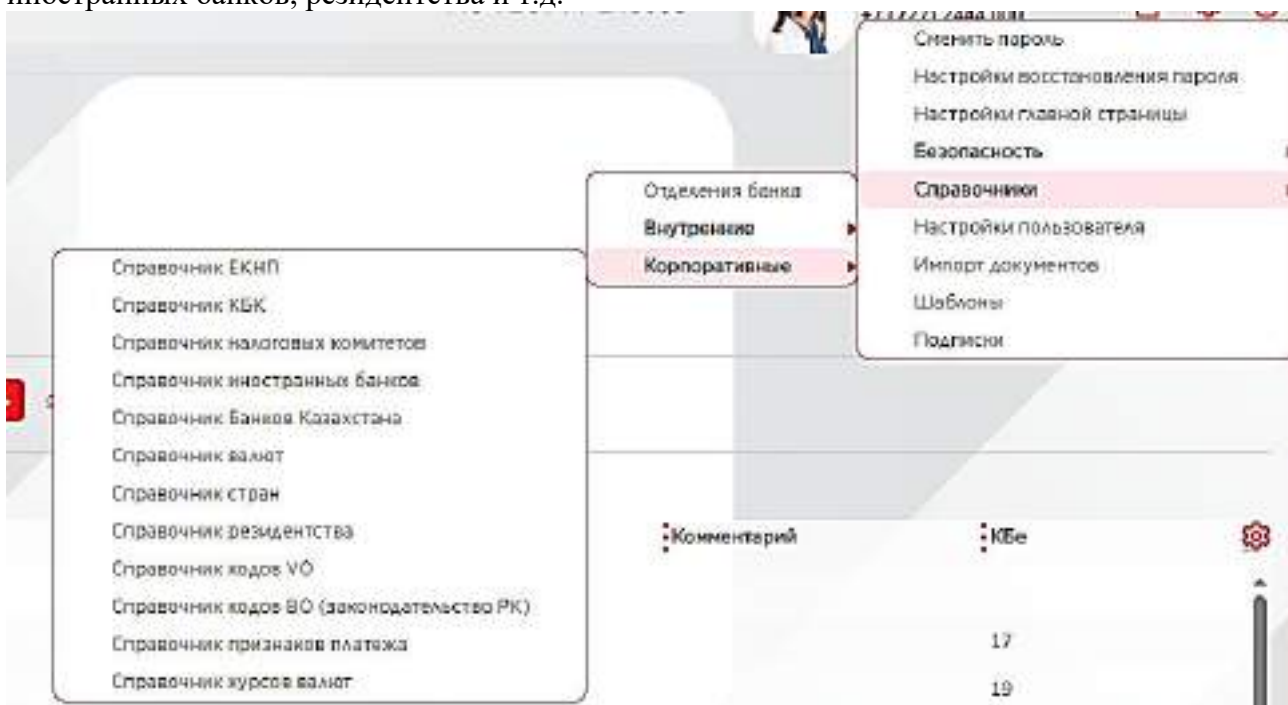 иностранных банков, резидентства и т.д.
Сменить пароль
Настройки восстановления пароля
Настройки главной страницы
Безопасность
Справочники
Настройки пользователя
Импорт документов
Шаблоны
Подписки
Отделения банка
Внутренние
Корпоративные
Справочник ЕКНП
Справочник КБК
Справочник налоговых комитетов
Справочник иностранных банков
Справочник Банков Казахстана
Справочник валют
Справочник стран
Справочник резидентства
Справочник кодов VO
Справочник кодов ВО (законодательство РК)
Справочник признаков платежа
Справочник курсов валют
Комментарий
КБе
17
19